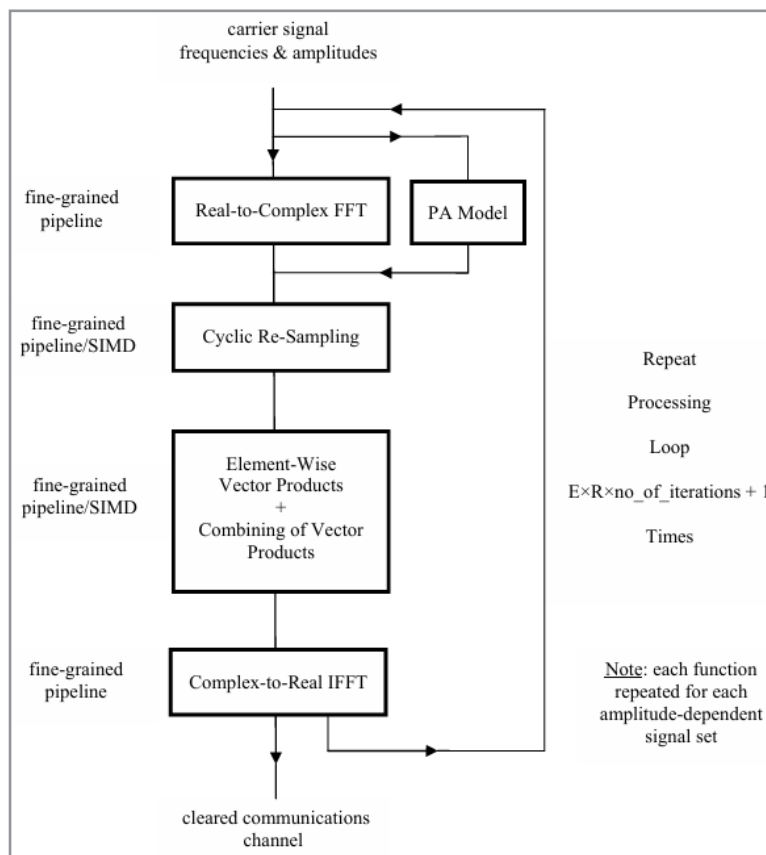 carrier signal
frequencies & amplitudes
fine-grained
pipeline
Real-to-Complex FFT
PA Model
fine-grained
pipeline/SIMD
Cyclic Re-Sampling
Repeat
Processing
Loop
E×R×no_of_iterations + 1
Times
fine-grained
pipeline/SIMD
Element-Wise
Vector Products
+
Combining of Vector
Products
fine-grained
pipeline
Complex-to-Real IFFT
Note: each function
repeated for each
amplitude-dependent
signal set
cleared communications
channel